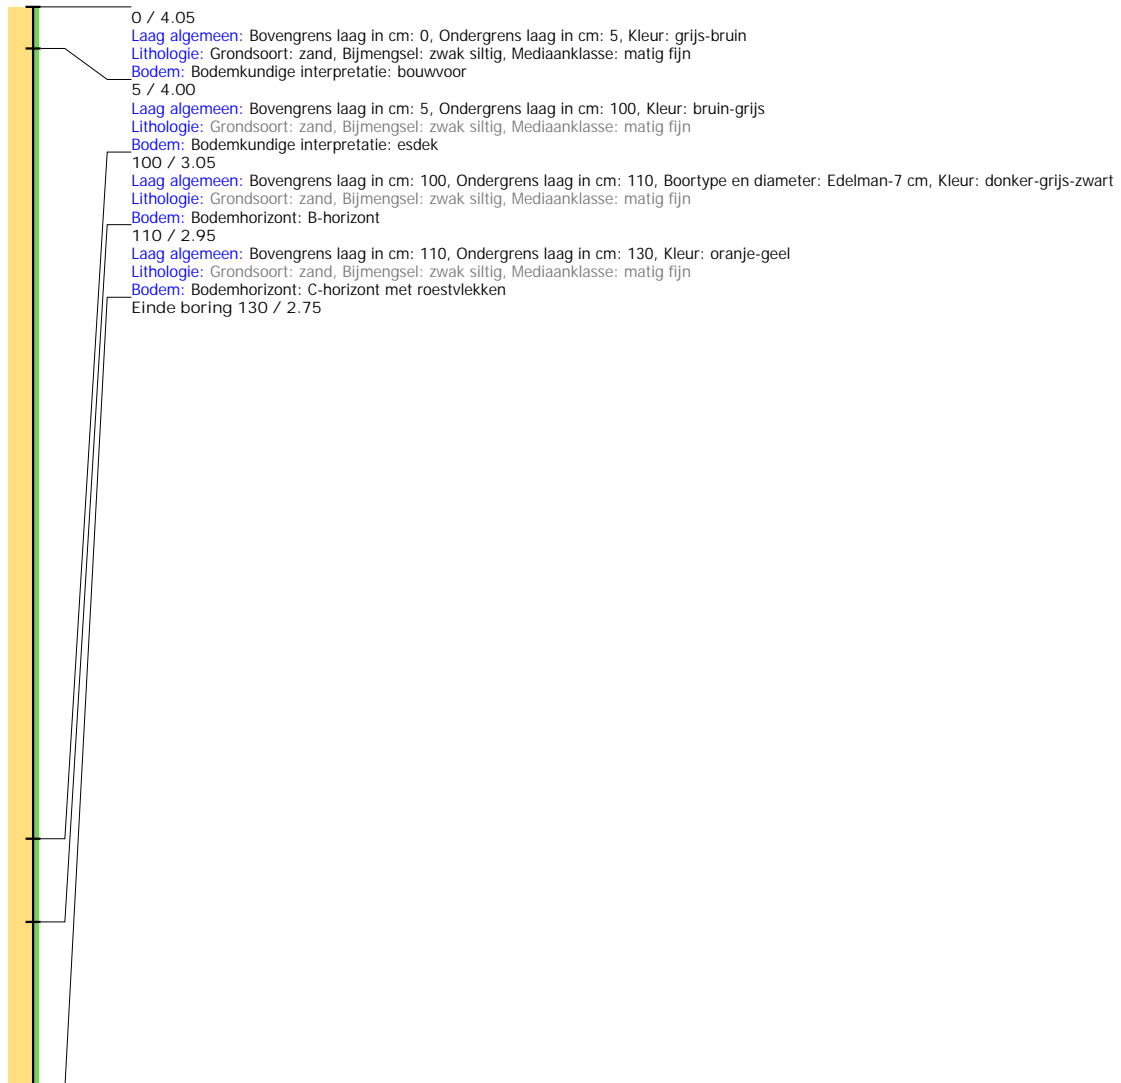 0 / 4.05
Laag algemeen: Bovengrens laag in cm: 0, Ondergrens laag in cm: 5, Kleur: grijs-bruin
Lithologie: Grondsoort: zand, Bijmengsel: zwak siltig, Mediaanklasse: matig fijn
Bodem: Bodemkundige interpretatie: bouwvoor
5 / 4.00
Laag algemeen: Bovengrens laag in cm: 5, Ondergrens laag in cm: 100, Kleur: bruin-grijs
Lithologie: Grondsoort: zand, Bijmengsel: zwak siltig, Mediaanklasse: matig fijn
Bodem: Bodemkundige interpretatie: esdek
100 / 3.05
Laag algemeen: Bovengrens laag in cm: 100, Ondergrens laag in cm: 110, Boortype en diameter: Edelman-7 cm, Kleur: donker-grijs-zwart
Lithologie: Grondsoort: zand, Bijmengsel: zwak siltig, Mediaanklasse: matig fijn
Bodem: Bodemhorizont: B-horizont
110 / 2.95
Laag algemeen: Bovengrens laag in cm: 110, Ondergrens laag in cm: 130, Kleur: oranje-geel
Lithologie: Grondsoort: zand, Bijmengsel: zwak siltig, Mediaanklasse: matig fijn
Bodem: Bodemhorizont: C-horizont met roestvlekken
Einde boring 130 / 2.75